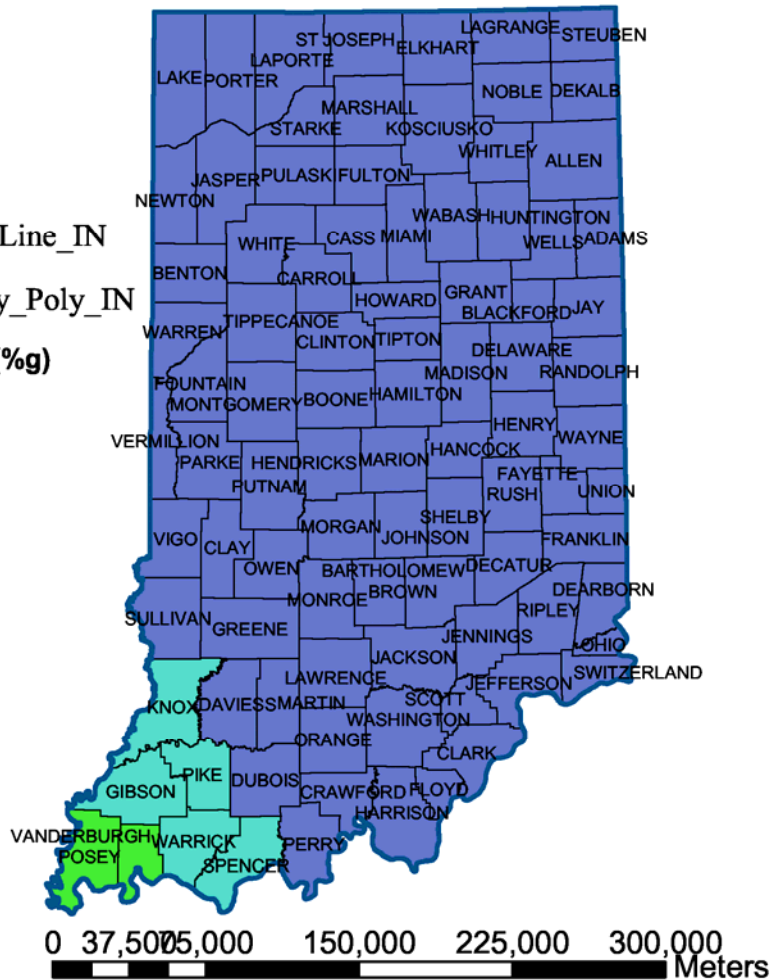 LAGRANGE STEUBEN
ST JOSEPH ELKHART
LAPORTE
LAKE PORTER
NOBLE DEKALB
MARSHALL
STARKE KOSCIUSKO
WHITLEY ALLEN
JASPER PULASK FULTON
NEWTON
WABASH HUNTINGTON
Line_IN
WHITE CASS MIAMI WELLS ADAMS
BENTON CARROLL
y_Poly_IN
HOWARD GRANT
BLACKFORD JAY
WARREN TIPPECANOE
CLINTON TIPTON
DELAWARE
%g)
MADISON RANDOLPH
FOUNTAIN
MONTGOMERY BOONE HAMILTON
HENRY
VERMILLION WAYNE
HANCOCK
PARKE HENDRICKS MARION
FAYETTE
PUTNAM RUSH UNION
SHELBY
MORGAN
JOHNSON
VIGO CLAY FRANKLIN
OWEN BARTHOLOMEW DECATUR
BROWN DEARBORN
MONROE
RIPLEY
SULLIVAN GREENE
JENNINGS
OHIO
JACKSON
LAWRENCE JEFFERSON SWITZERLAND
KNOX DAVIESS MARTIN SCOTT
WASHINGTON
ORANGE
CLARK
PIKE DUBOIS
GIBSON CRAWFORD FLOYD
HARRISON
VANDERBURGH WARRICK PERRY
POSEY
SPENCER
0 37,500 75,000 150,000 225,000 300,000
Meters